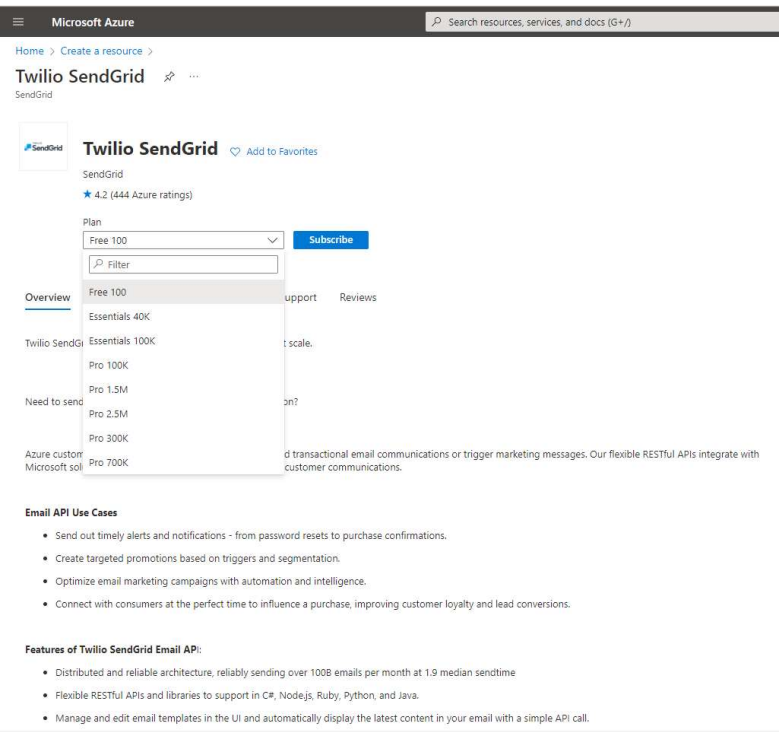 Microsoft Azure
Search resources, services, and docs (G+/)
Home > Create a resource >
Twilio SendGrid
SendGrid
SendGrid
Twilio SendGrid
Add to Favorites
SendGrid
4.2 (444 Azure ratings)
Plan
Free 100
Subscribe
Filter
Free 100
Essentials 40K
Essentials 100K
Pro 100K
Pro 1.5M
Pro 2.5M
Pro 300K
Pro 700K
Overview upport Reviews
Twilio SendG t scale.
Need to send on?
Azure custom d transactional email communications or trigger marketing messages. Our flexible RESTful APIs integrate with
Microsoft sol customer communications.
Email API Use Cases
• Send out timely alerts and notifications - from password resets to purchase confirmations.
• Create targeted promotions based on triggers and segmentation.
• Optimize email marketing campaigns with automation and intelligence.
• Connect with consumers at the perfect time to influence a purchase, improving customer loyalty and lead conversions.
Features of Twilio SendGrid Email API:
• Distributed and reliable architecture, reliably sending over 100B emails per month at 1.9 median sendtime
• Flexible RESTful APIs and libraries to support in C#, Node.js, Ruby, Python, and Java.
• Manage and edit email templates in the UI and automatically display the latest content in your email with a simple API call.